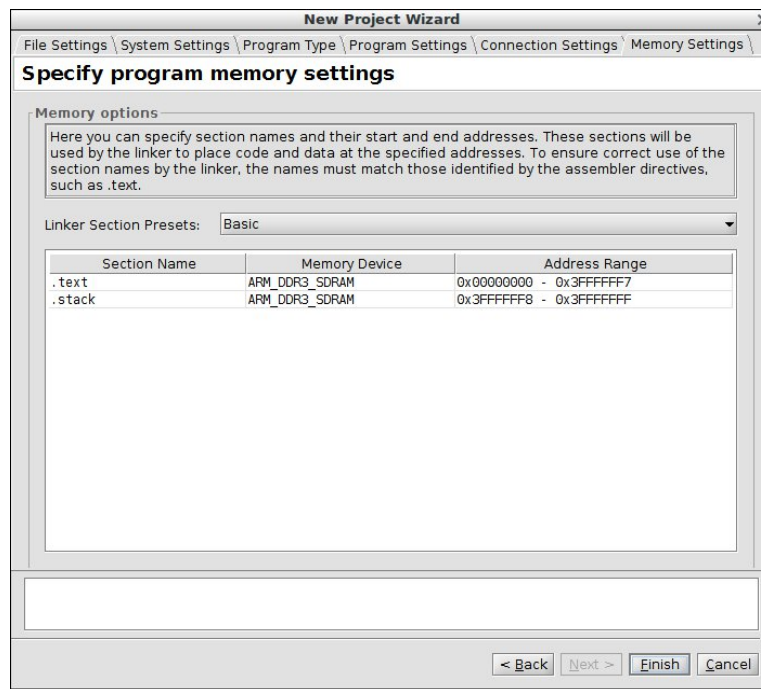 New Project Wizard
File Settings System Settings Program Type Program Settings Connection Settings Memory Settings
Specify program memory settings
Memory options
Here you can specify section names and their start and end addresses. These sections will be
used by the linker to place code and data at the specified addresses. To ensure correct use of the
section names by the linker, the names must match those identified by the assembler directives,
such as .text.
Linker Section Presets: Basic
Section Name Memory Device Address Range
.text ARM_DDR3_SDRAM 0x00000000 - 0x3FFFFFF7
.stack ARM_DDR3_SDRAM 0x3FFFFFF8 - 0x3FFFFFFF
< Back Next > Finish Cancel